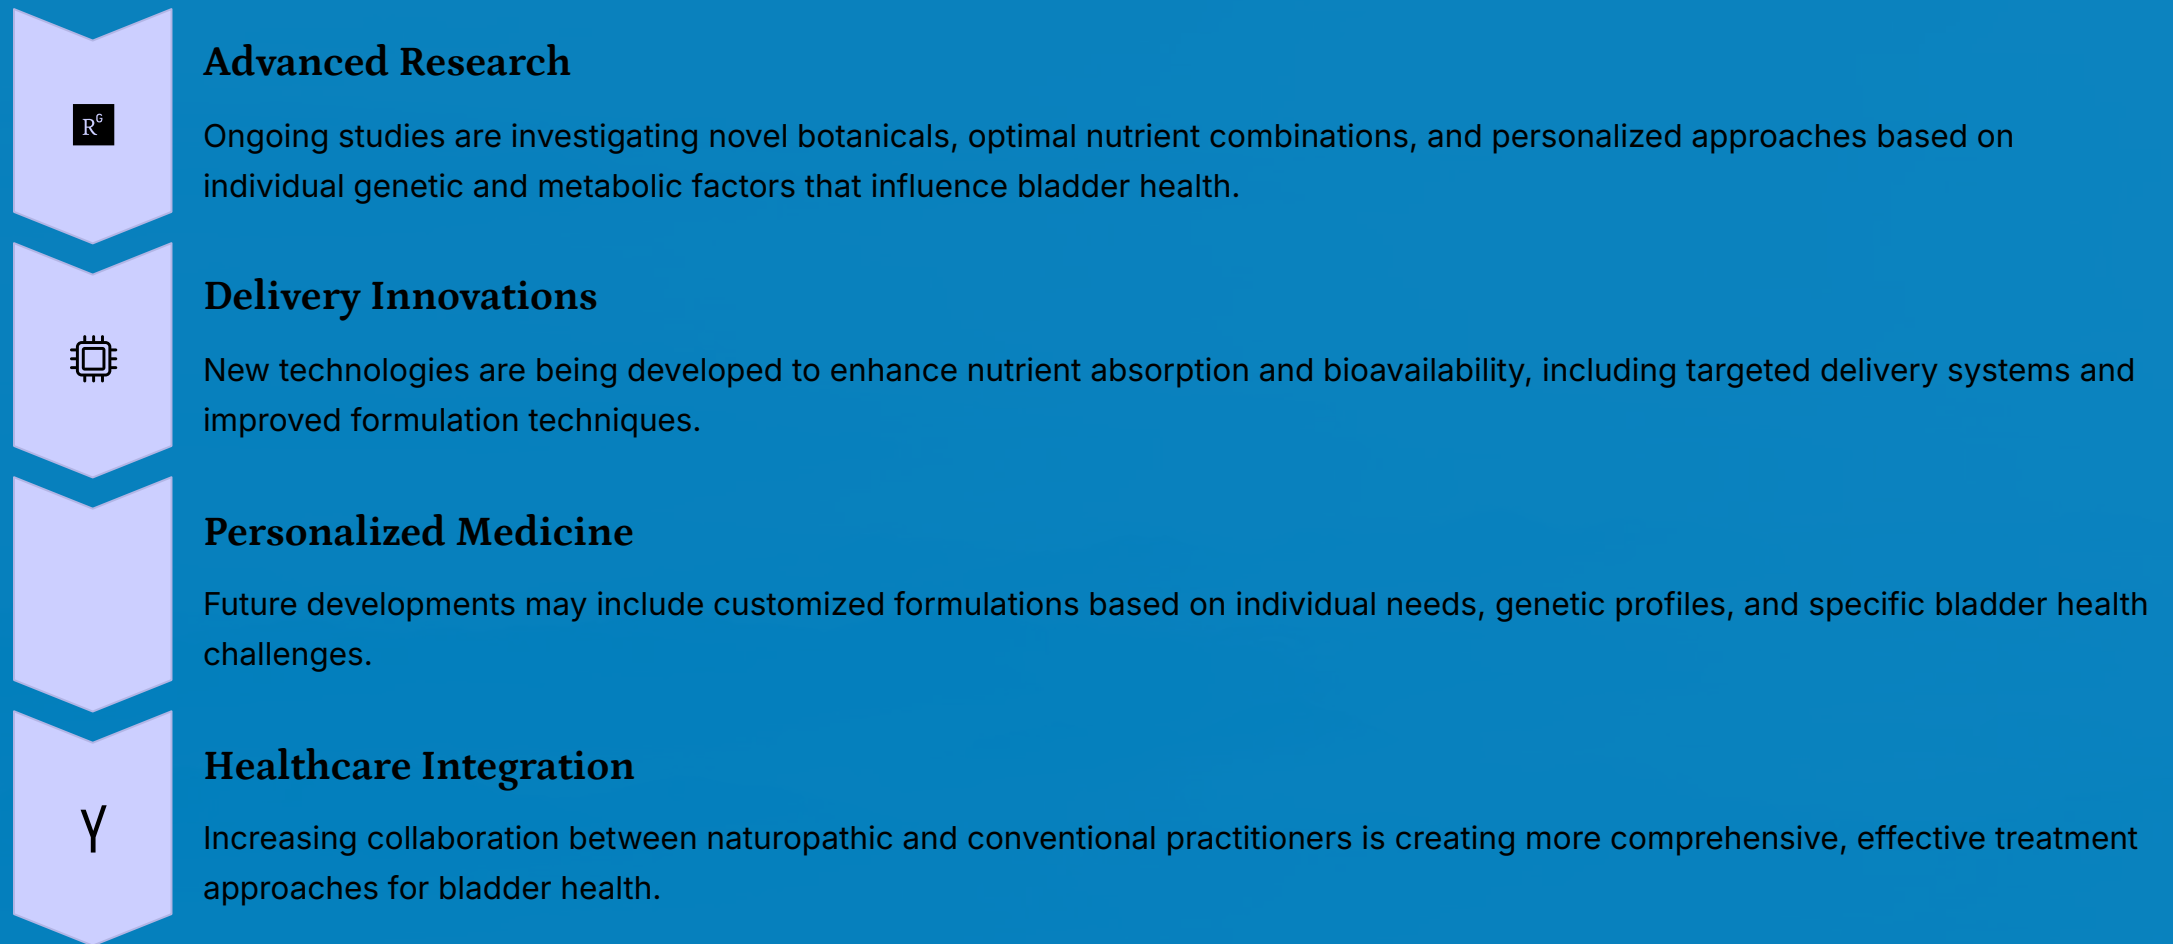 Advanced Research
RG
Ongoing studies are investigating novel botanicals, optimal nutrient combinations, and personalized approaches based on
individual genetic and metabolic factors that influence bladder health.
Delivery Innovations
New technologies are being developed to enhance nutrient absorption and bioavailability, including targeted delivery systems and
improved formulation techniques.
Personalized Medicine
Future developments may include customized formulations based on individual needs, genetic profiles, and specific bladder health
challenges.
Healthcare Integration
Increasing collaboration between naturopathic and conventional practitioners is creating more comprehensive, effective treatment
approaches for bladder health.